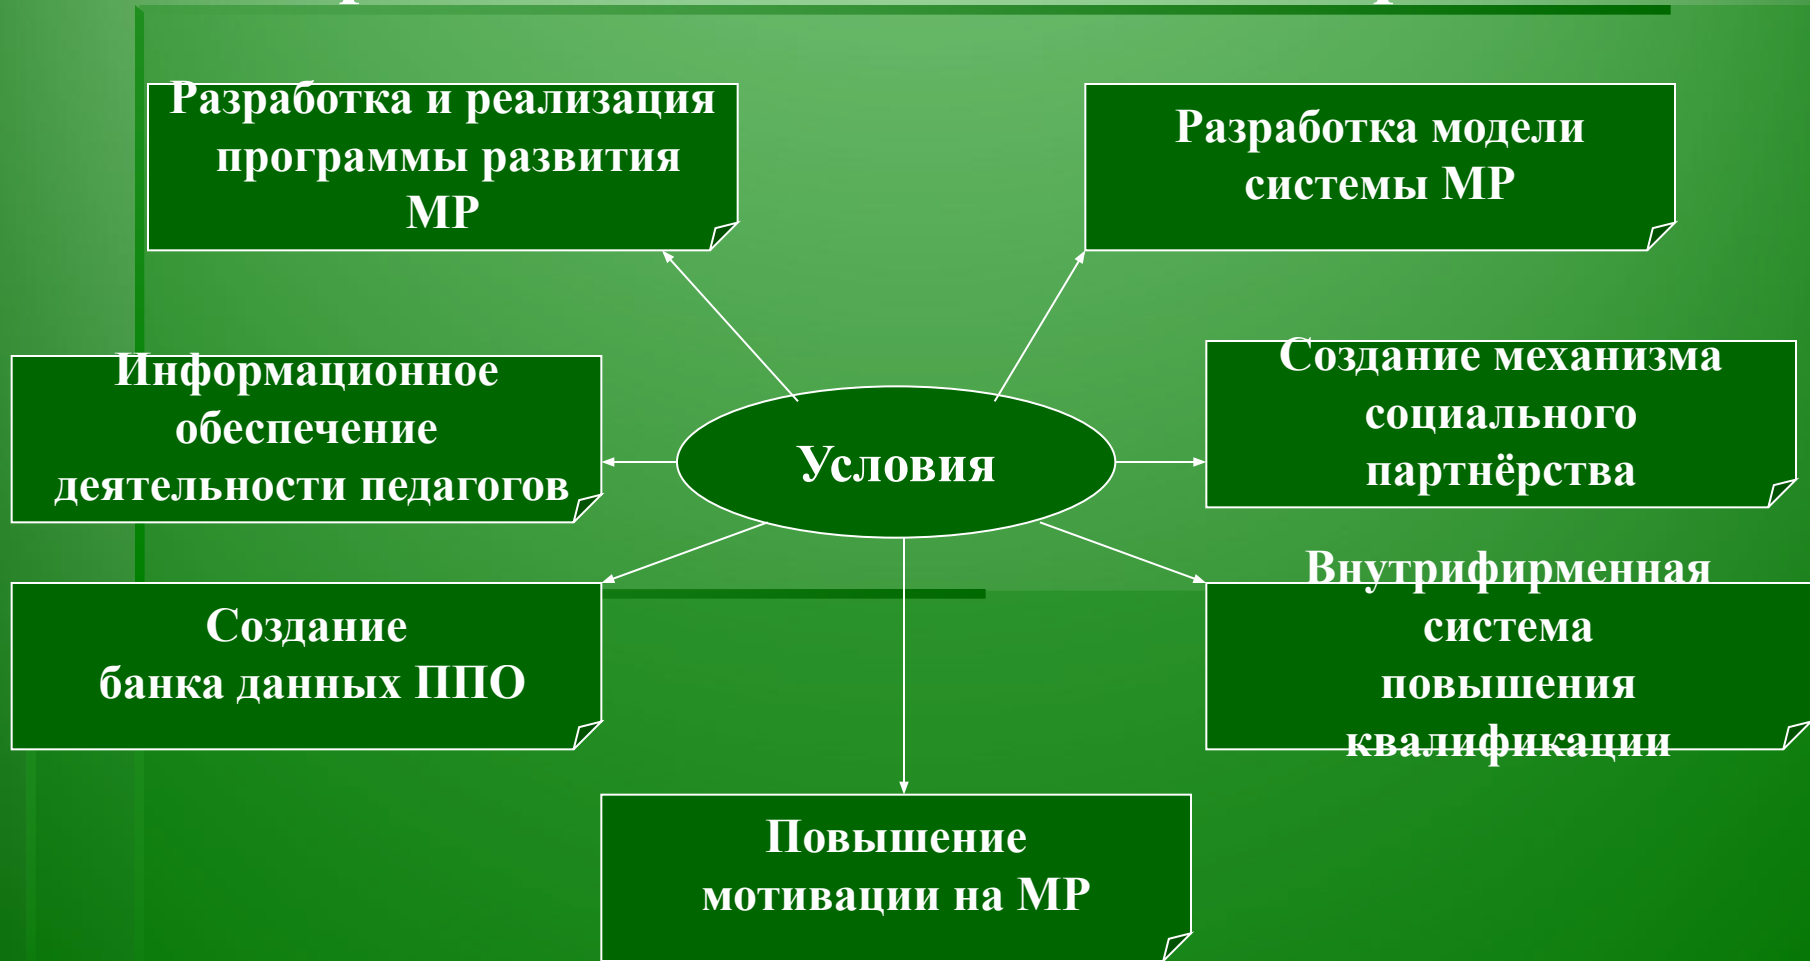 Разработка и реализация
программы развития
МР
Разработка модели
системы МР
Информационное
обеспечение
деятельности педагогов
Условия
Создание механизма
социального
партнёрства
Создание
банка данных ППО
Внутрифирменная
система
повышения
квалификации
Повышение
мотивации на МР